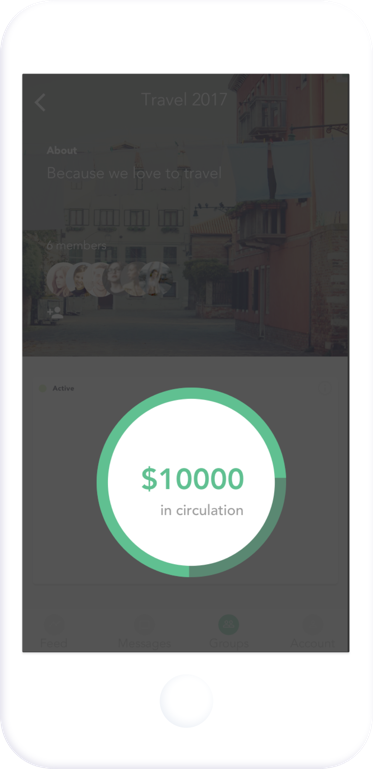 Travel 2017
About
Because we love to travel
6 members
Active
$10000
in circulation
Feed
Messages
Groups
Account